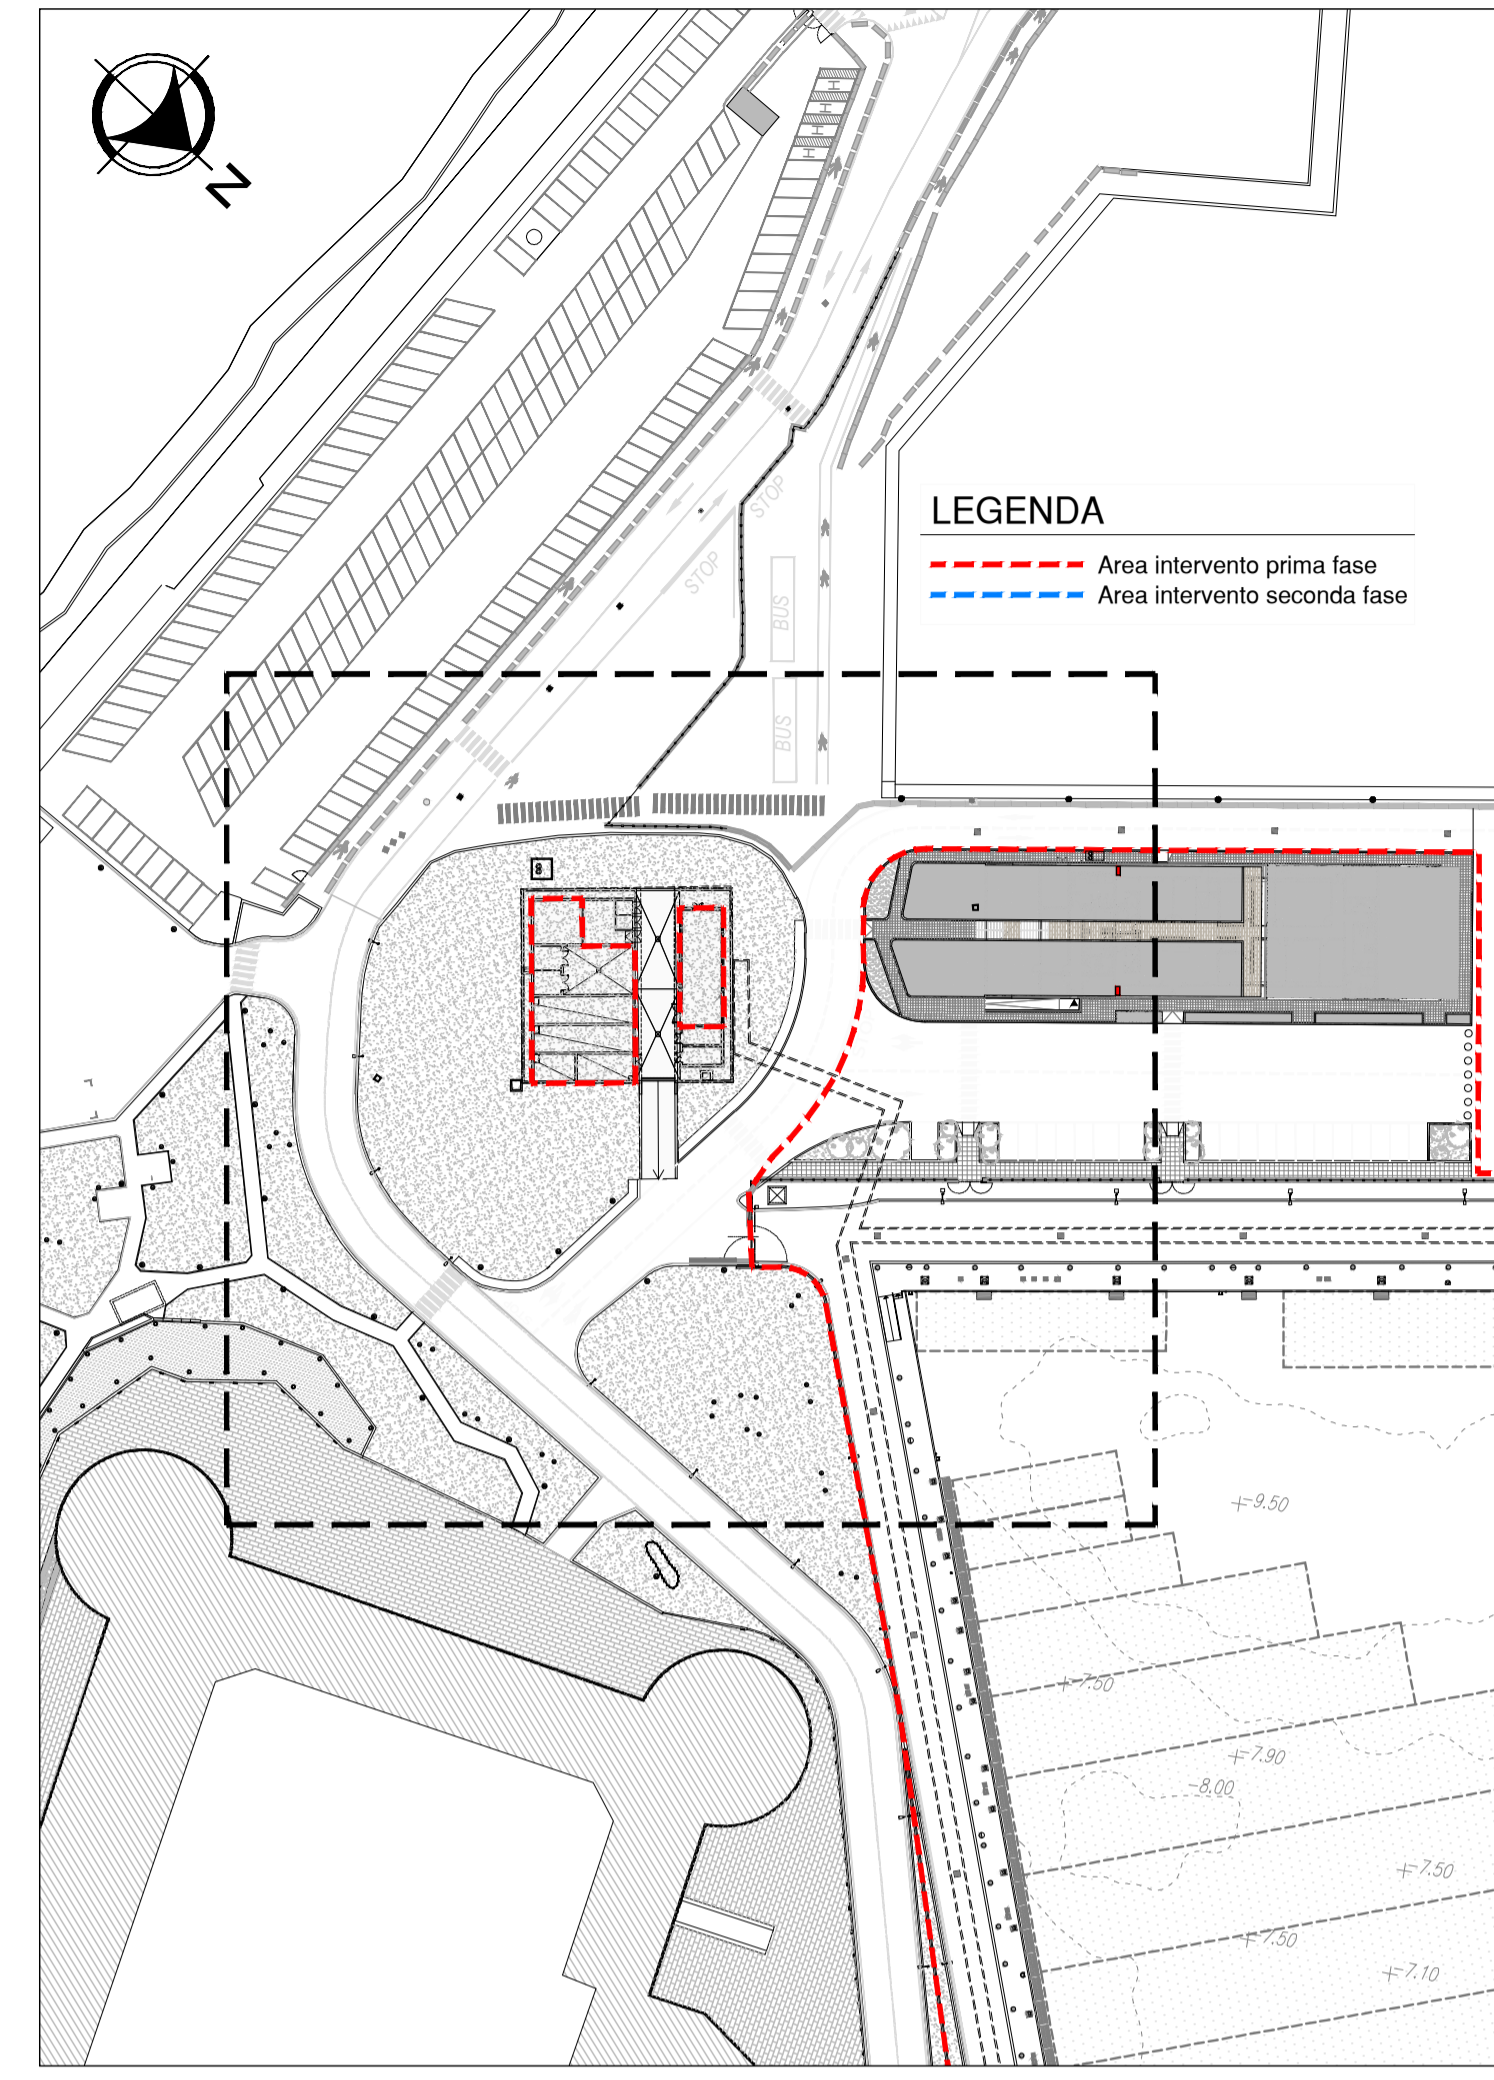 N
H
H
H
H
STOP
STOP
LEGENDA
Area intervento prima fase
Area intervento seconda fase
BUS
BUS
-9.50
-7.50
-7.90
-8.00
-7.50
-7.50
-7.10